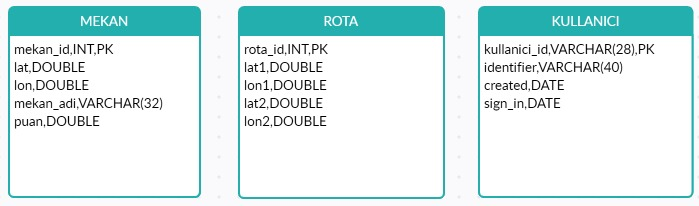 MEKAN
mekan_id,INT,PK
lat,DOUBLE
lon,DOUBLE
mekan_adi,VARCHAR(32)
puan,DOUBLE
ROTA
rota_id,INT,PK
lat1,DOUBLE
lon1,DOUBLE
lat2,DOUBLE
lon2,DOUBLE
KULLANICI
kullanici_id,VARCHAR(28),PK
identifier,VARCHAR(40)
created,DATE
sign_in,DATE